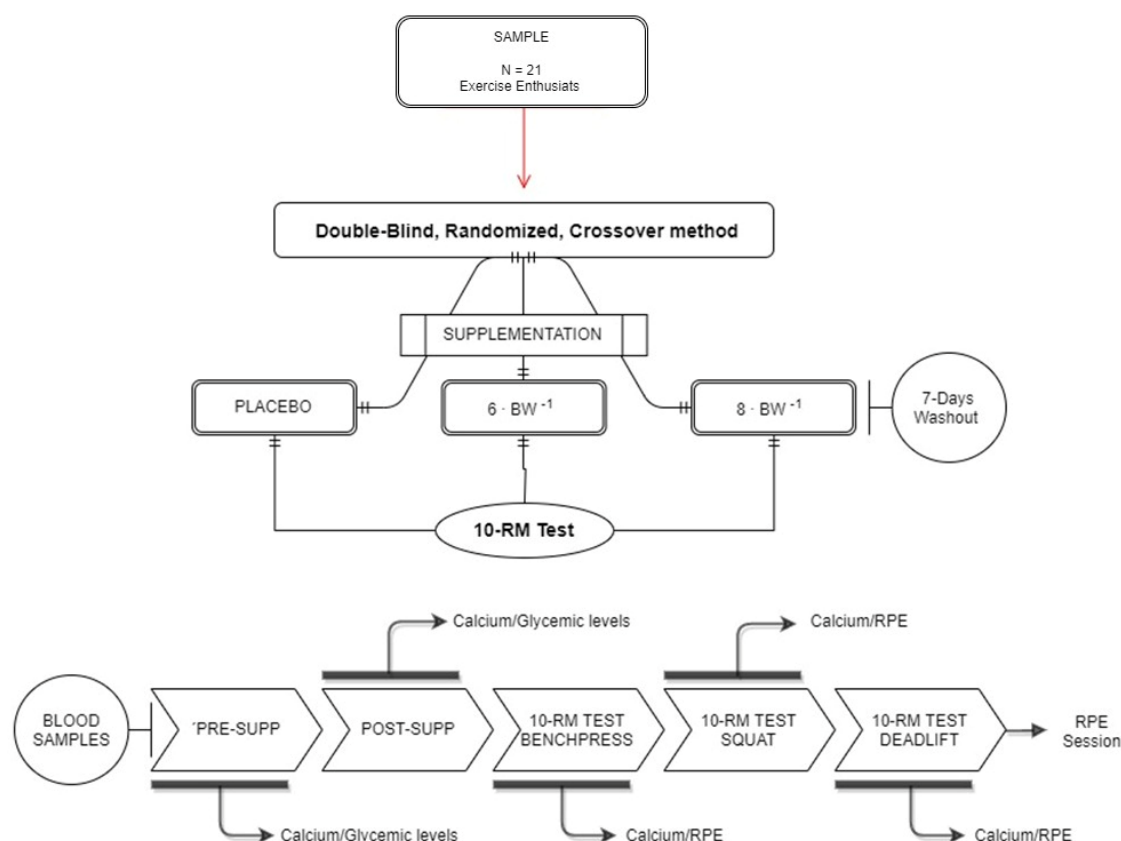 SAMPLE
N = 21
Exercise Enthusiats
Double-Blind, Randomized, Crossover method
SUPPLEMENTATION
PLACEBO
6 · BW ⁻¹
8 · BW ⁻¹
7-Days
Washout
10-RM Test
Calcium/Glycemic levels
Calcium/RPE
BLOOD
SAMPLES
´PRE-SUPP
POST-SUPP
10-RM TEST
BENCHPRESS
10-RM TEST
SQUAT
10-RM TEST
DEADLIFT
RPE
Session
Calcium/Glycemic levels
Calcium/RPE
Calcium/RPE